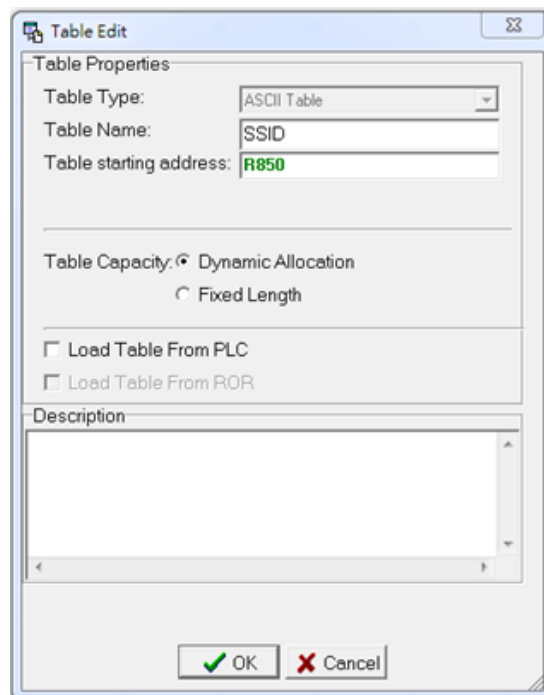 Table Edit
Table Properties
Table Type: ASCII Table
Table Name: SSID
Table starting address: R850
Table Capacity: Dynamic Allocation
Fixed Length
Load Table From PLC
Load Table From ROR
Description
OK Cancel